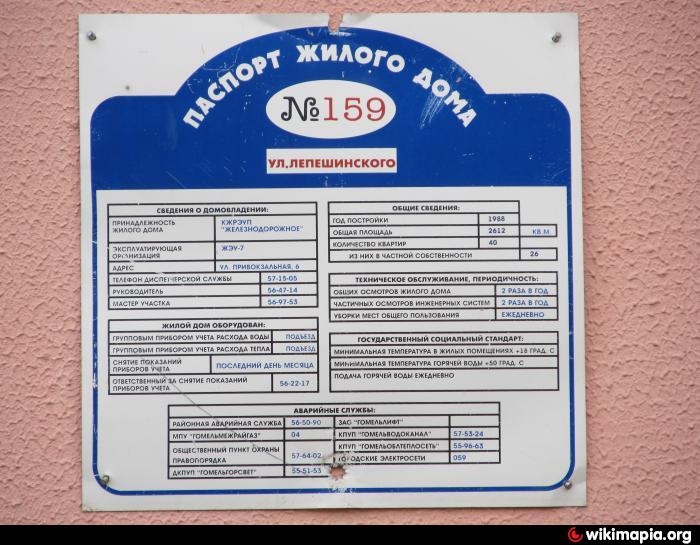 ПАСПОРТ ЖИЛОГО ДОМА
№159
УЛ.ЛЕПЕШИНСКОГО
СВЕДЕНИЯ О ДОМОВЛАДЕНИИ:
ПРИНАДЛЕЖНОСТЬ ЖИЛОГО ДОМА КЖРЭУП "ЖЕЛЕЗНОДОРОЖНОЕ"
ЭКСПЛУАТИРУЮЩАЯ ОРГАНИЗАЦИЯ ЖЭУ-7
АДРЕС УЛ. ПРИВОКЗАЛЬНАЯ, 6
ТЕЛЕФОН ДИСПЕТЧЕРСКОЙ СЛУЖБЫ 57-15-05
РУКОВОДИТЕЛЬ 56-47-14
МАСТЕР УЧАСТКА 56-97-53
ЖИЛОЙ ДОМ ОБОРУДОВАН:
ГРУППОВЫМ ПРИБОРОМ УЧЕТА РАСХОДА ВОДЫ ПОДЪЕЗД
ГРУППОВЫМ ПРИБОРОМ УЧЕТА РАСХОДА ТЕПЛА ПОДЪЕЗД
СНЯТИЕ ПОКАЗАНИЙ ПРИБОРОВ УЧЕТА ПОСЛЕДНИЙ ДЕНЬ МЕСЯЦА
ОТВЕТСТВЕННЫЙ ЗА СНЯТИЕ ПОКАЗАНИЙ ПРИБОРОВ УЧЕТА 56-22-17
ОБЩИЕ СВЕДЕНИЯ:
ГОД ПОСТРОЙКИ 1988
ОБЩАЯ ПЛОЩАДЬ 2612 КВ.М.
КОЛИЧЕСТВО КВАРТИР 40
ИЗ НИХ В ЧАСТНОЙ СОБСТВЕННОСТИ 26
ТЕХНИЧЕСКОЕ ОБСЛУЖИВАНИЕ, ПЕРИОДИЧНОСТЬ:
ОБЩИХ ОСМОТРОВ ЖИЛОГО ДОМА 2 РАЗА В ГОД
ЧАСТИЧНЫХ ОСМОТРОВ ИНЖЕНЕРНЫХ СИСТЕМ 2 РАЗА В ГОД
УБОРКИ МЕСТ ОБЩЕГО ПОЛЬЗОВАНИЯ ЕЖЕДНЕВНО
ГОСУДАРСТВЕННЫЙ СОЦИАЛЬНЫЙ СТАНДАРТ:
МИНИМАЛЬНАЯ ТЕМПЕРАТУРА В ЖИЛЫХ ПОМЕЩЕНИЯХ +18 ГРАД. С
МИНИМАЛЬНАЯ ТЕМПЕРАТУРА ГОРЯЧЕЙ ВОДЫ +50 ГРАД. С
ПОДАЧА ГОРЯЧЕЙ ВОДЫ ЕЖЕДНЕВНО
АВАРИЙНЫЕ СЛУЖБЫ:
РАЙОННАЯ АВАРИЙНАЯ СЛУЖБА 56-50-90
МПУ "ГОМЕЛЬМЕЖРАЙГАЗ" 04
ОБЩЕСТВЕННЫЙ ПУНКТ ОХРАНЫ ПРАВОПОРЯДКА 57-64-02
ДКПУП "ГОМЕЛЬГОРСВЕТ" 55-51-53
ЗАО "ГОМЕЛЬЛИФТ"
КПУП "ГОМЕЛЬВОДОКАНАЛ" 57-53-24
КПУП "ГОМЕЛЬОБЛТЕПЛОСЕТЬ" 55-96-63
ГОРОДСКИЕ ЭЛЕКТРОСЕТИ 059
wikimapia.org